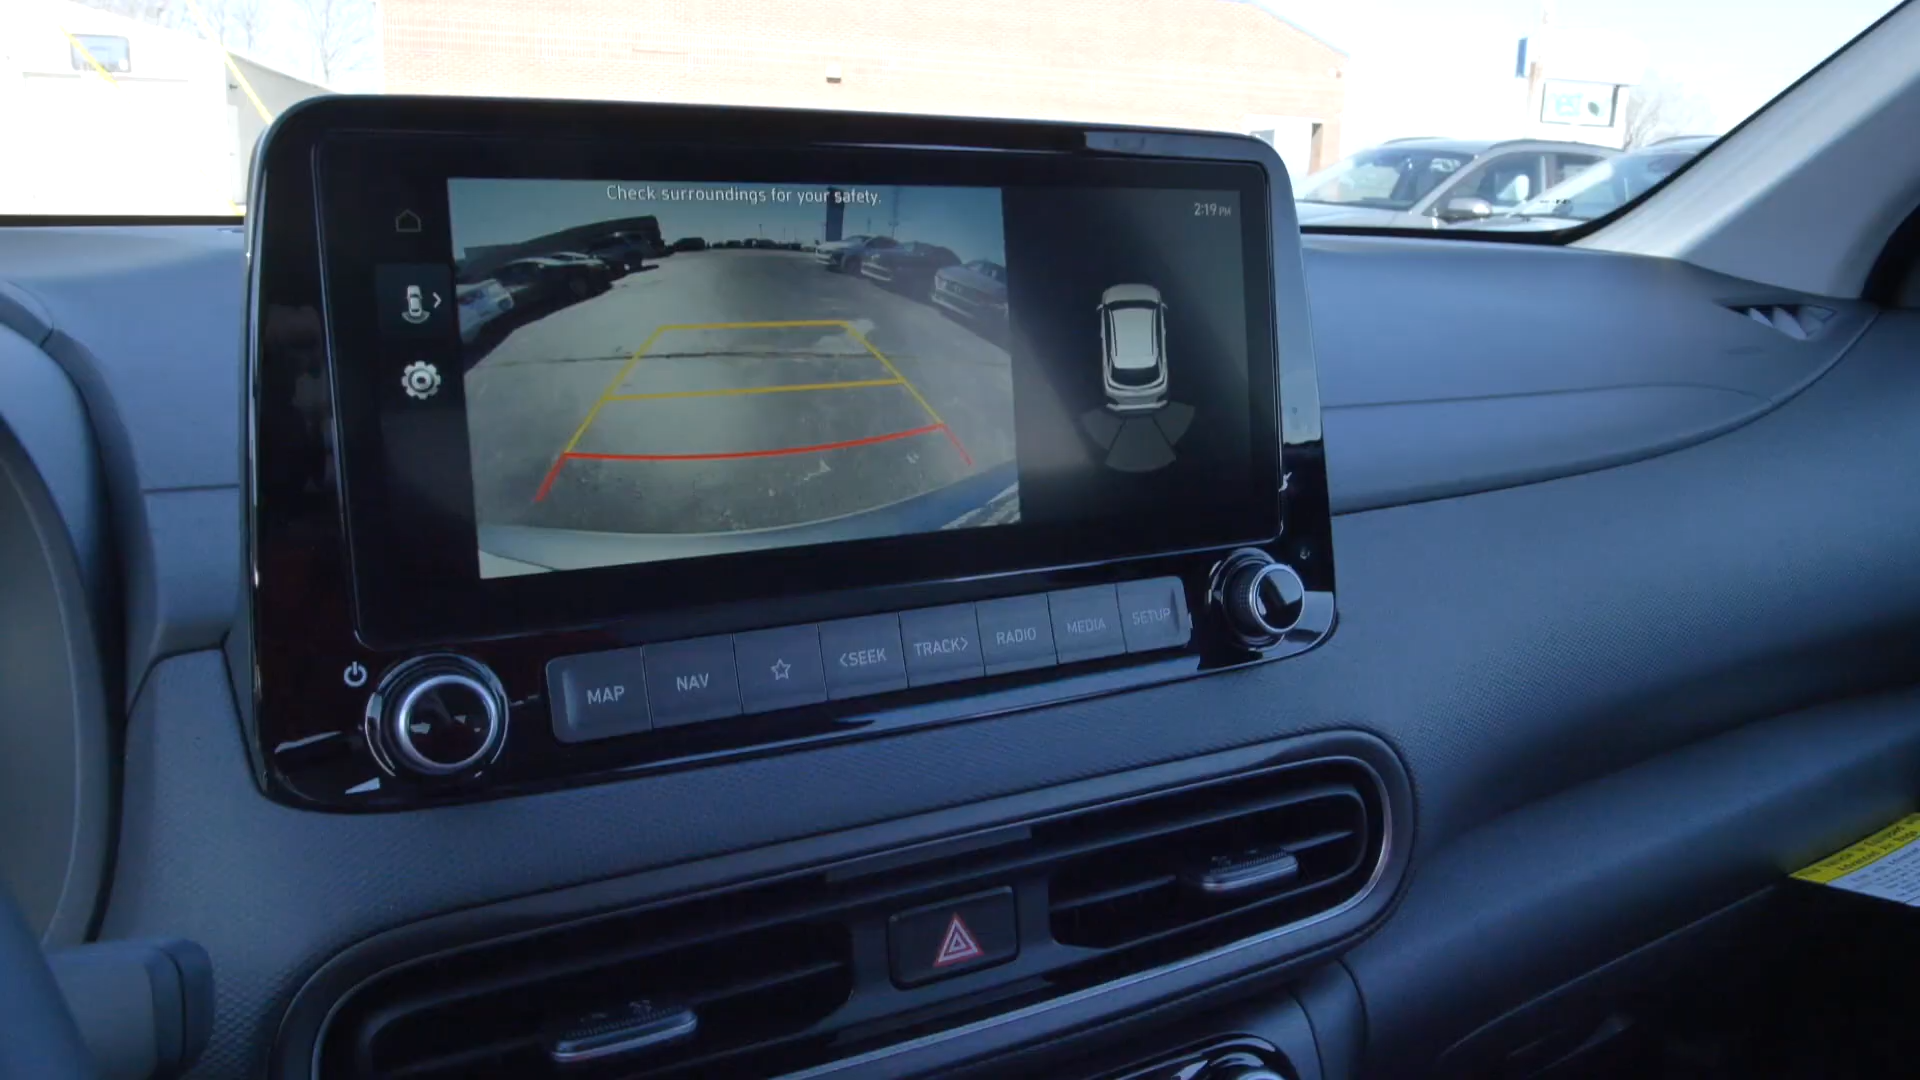 Check surroundings for your safety.
2:19 PM
MAP
NAV
<SEEK
TRACK>
RADIO
MEDIA
SETUP